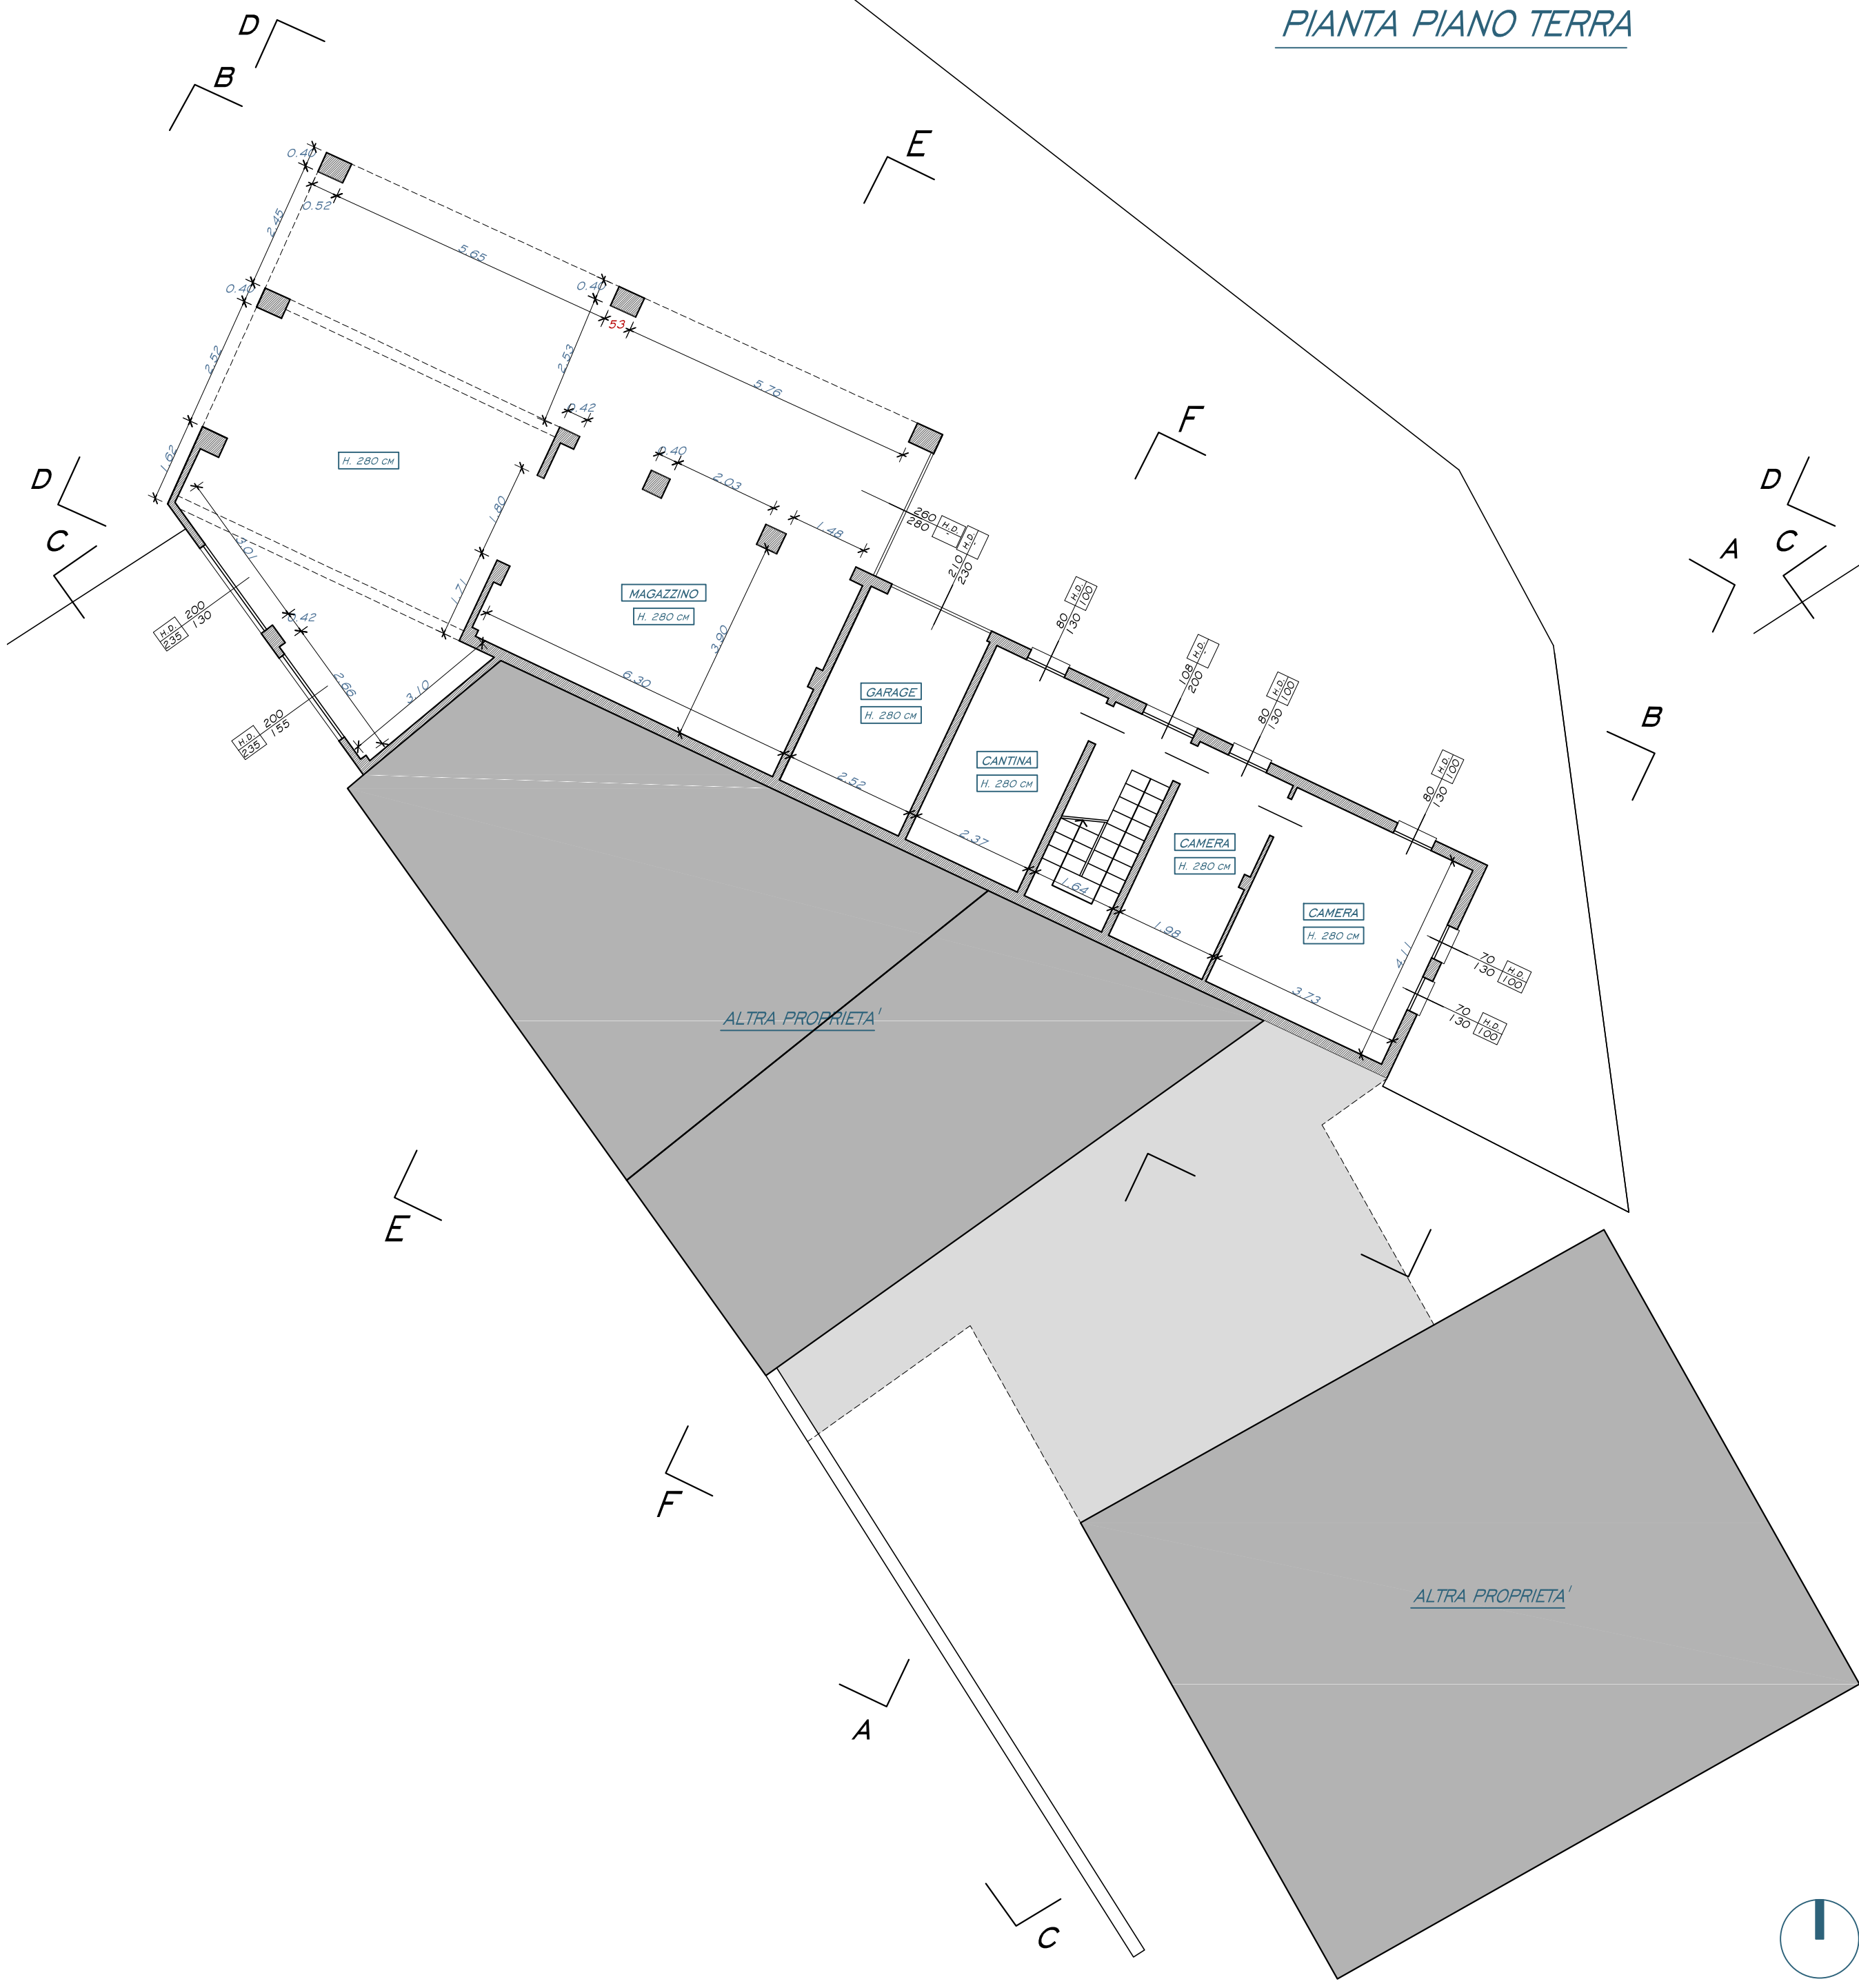 PIANTA PIANO TERRA
D
B
E
0.40
0.52
2.45
5.65
0.40
0.40
53
2.53
5.76
2.52
0.42
F
1.62
H. 280 CM
0.40
2.03
1.48
1.80
D
C
D
C
A
260
280
H.D.
-
210
230
H.D.
-
3.01
1.71
MAGAZZINO
H. 280 CM
3.90
80
130
H.D.
100
200
130
H.D.
235
0.42
108
200
H.D.
-
2.66
3.10
6.30
GARAGE
H. 280 CM
80
130
H.D.
100
B
200
155
H.D.
235
CANTINA
H. 280 CM
2.52
80
130
H.D.
100
2.37
CAMERA
H. 280 CM
1.64
CAMERA
H. 280 CM
1.98
4.11
70
130
H.D.
100
3.73
70
130
H.D.
100
ALTRA PROPRIETA'
E
F
ALTRA PROPRIETA'
A
C